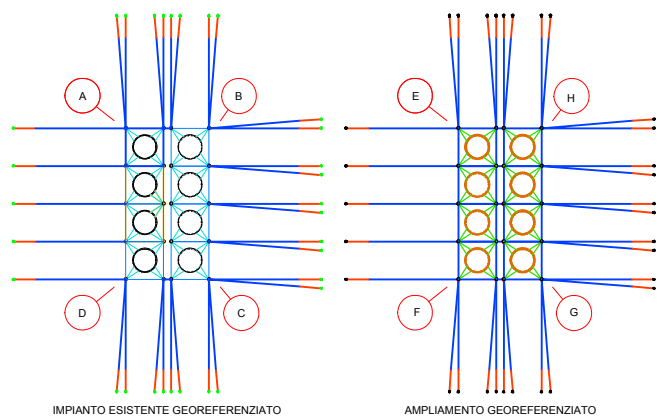 A
B
E
H
D
C
F
G
IMPIANTO ESISTENTE GEOREFERENZIATO
AMPLIAMENTO GEOREFERENZIATO